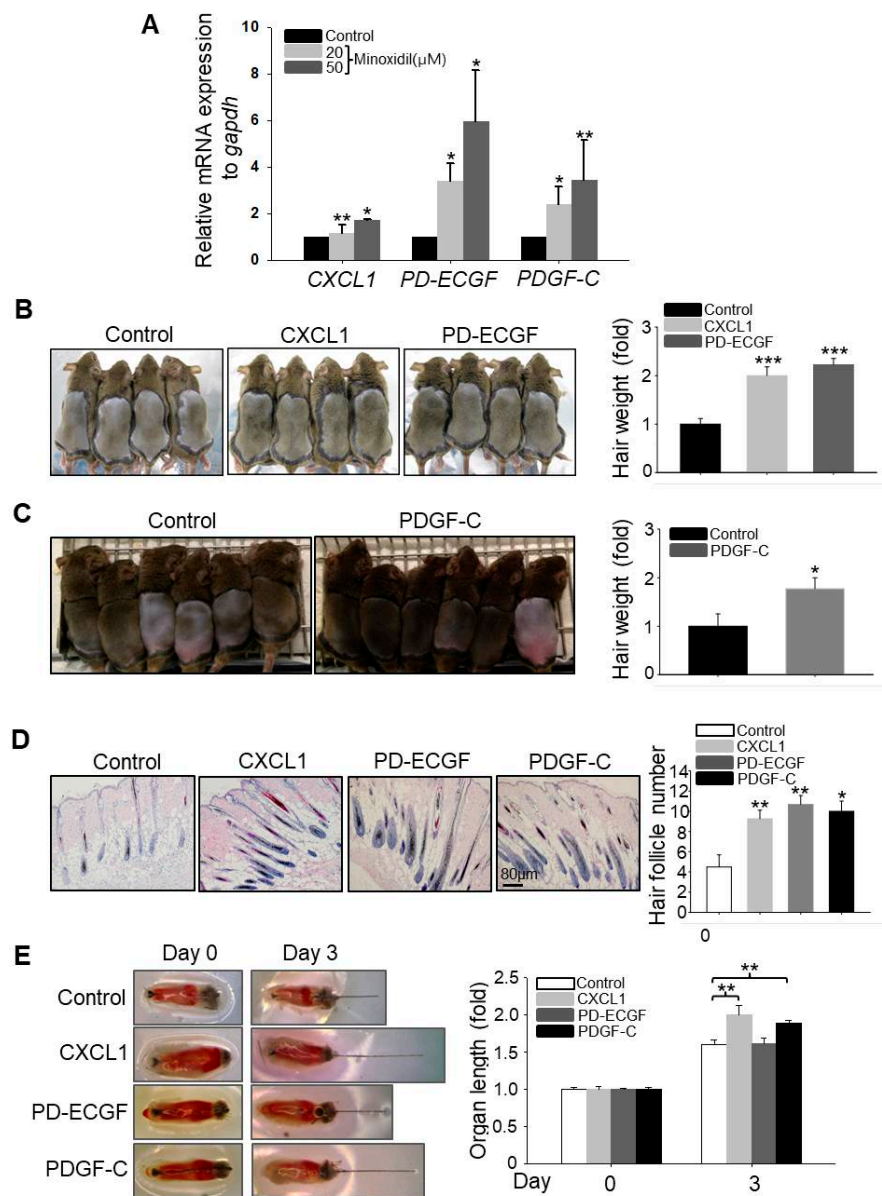 A
Relative mRNA expression
to gapdh
10
8
6
4
2
0
Control
20
50
Minoxidil(µM)
** *
* *
* **
CXCL1 PD-ECGF PDGF-C
B
Control CXCL1 PD-ECGF
Hair weight (fold)
3
2
1
0
Control
CXCL1
PD-ECGF
*** ***
C
Control PDGF-C
Hair weight (fold)
3
2
1
0
Control
PDGF-C
*
D
Control CXCL1 PD-ECGF PDGF-C
80µm
Hair follicle number
14
12
10
8
6
4
2
0
Control
CXCL1
PD-ECGF
PDGF-C
** ** *
0
E
Day 0 Day 3
Control
CXCL1
PD-ECGF
PDGF-C
Organ length (fold)
2.5
2.0
1.5
1.0
0.5
0
Control
CXCL1
PD-ECGF
PDGF-C
**
**
Day 0 3